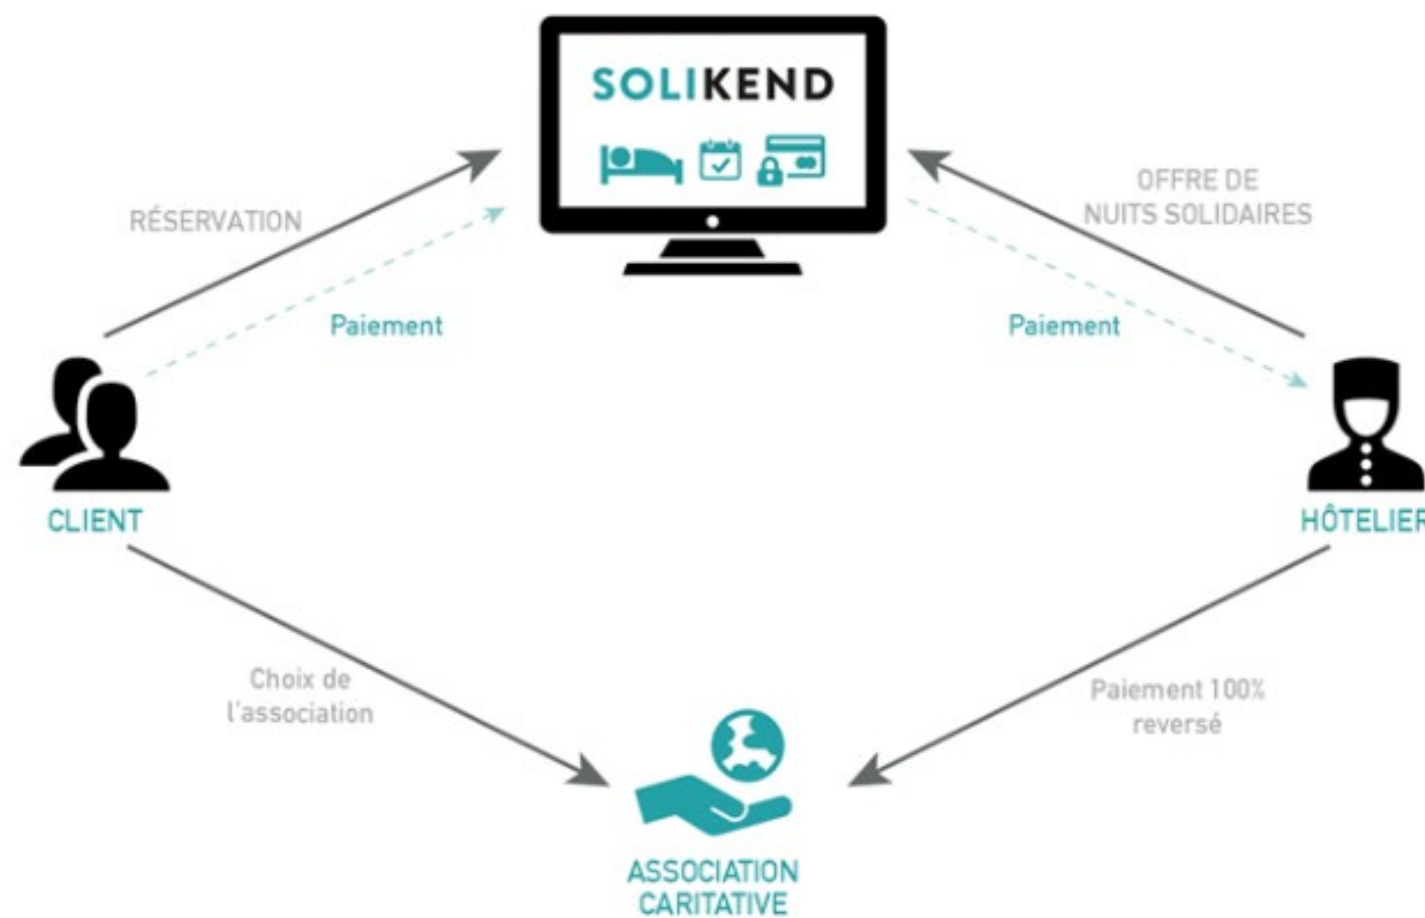 SOLIKEND
RÉSERVATION
OFFRE DE
NUITS SOLIDAIRES
Paiement
Paiement
CLIENT
HÔTELIER
Choix de
l'association
Paiement 100%
reversé
ASSOCIATION
CARITATIVE